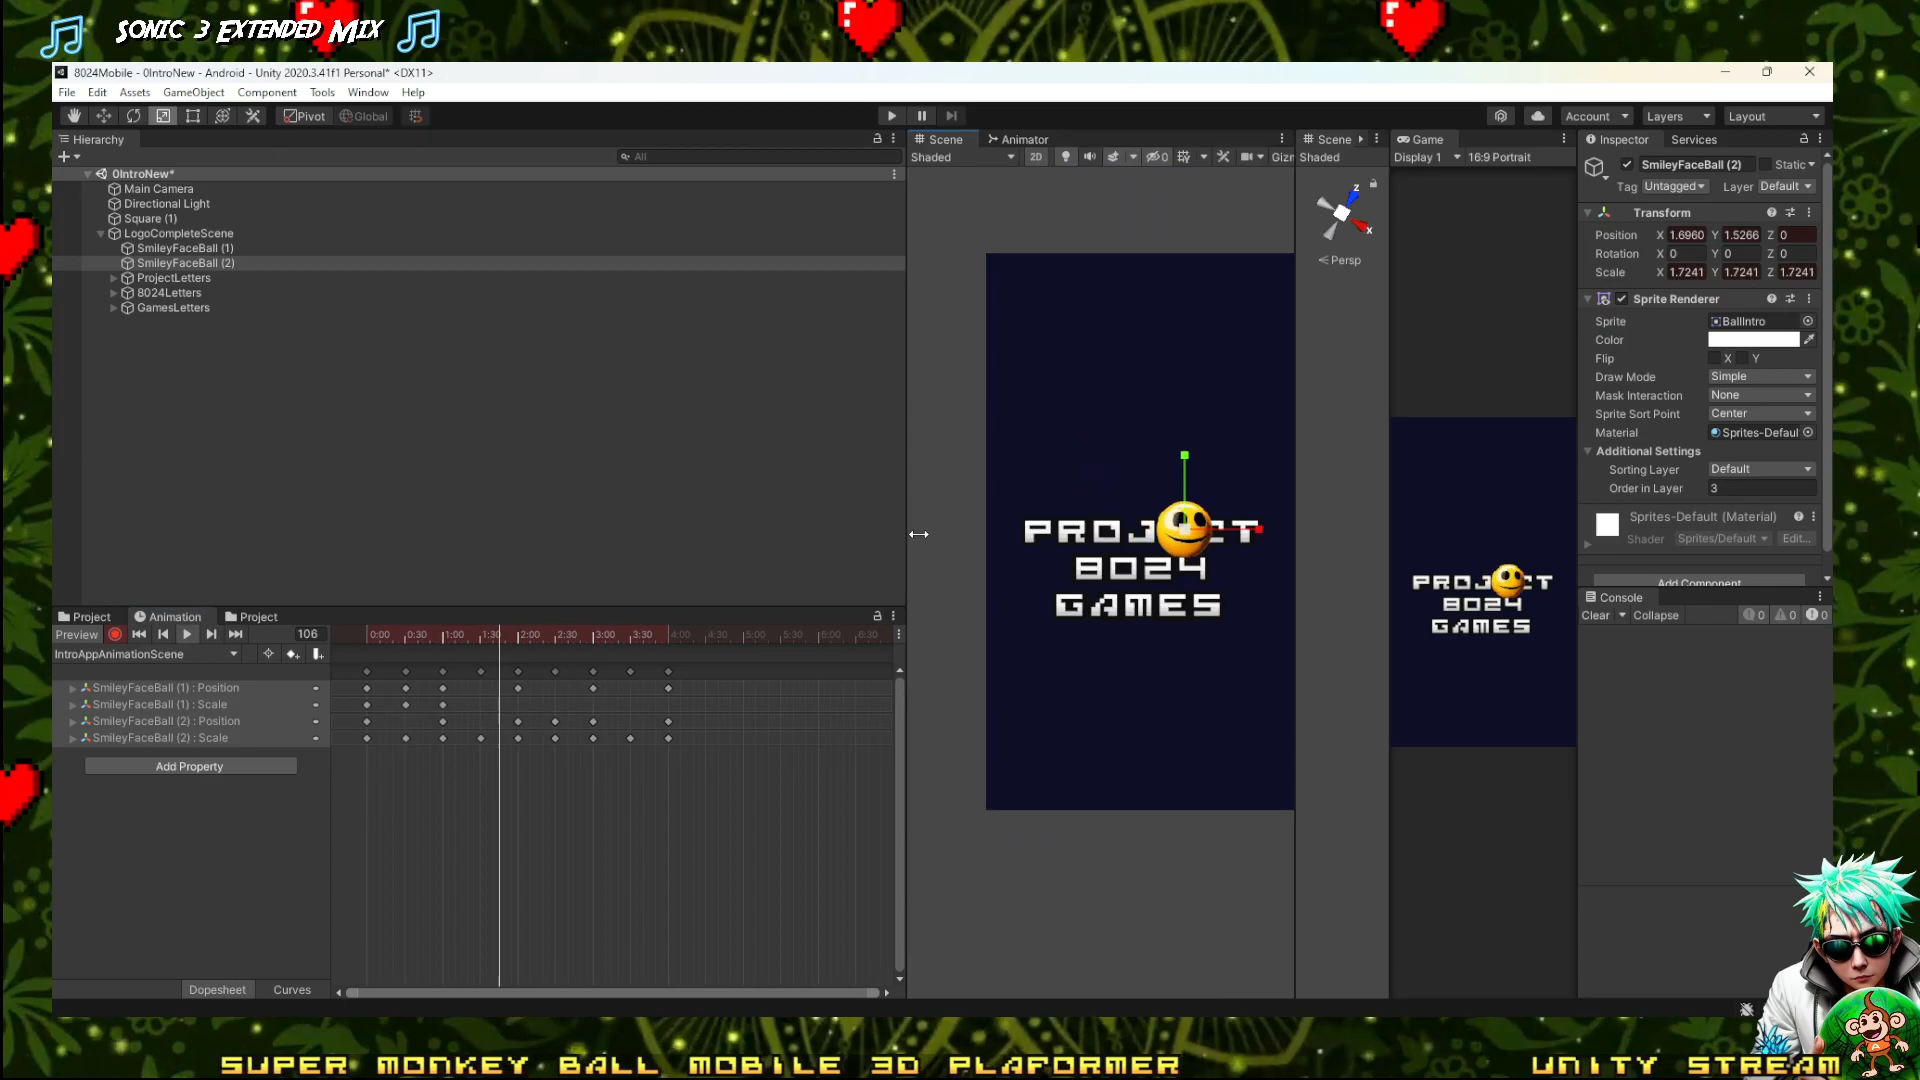 Sonic 3 Extended Mix
8024Mobile - 0IntroNew - Android - Unity 2020.3.41f1 Personal* <DX11>
File Edit Assets GameObject Component Tools Window Help
Pivot Global Account Layers Layout
Hierarchy
All
0IntroNew*
Main Camera
Directional Light
Square (1)
LogoCompleteScene
SmileyFaceBall (1)
SmileyFaceBall (2)
ProjectLetters
8024Letters
GamesLetters
Scene Animator
Shaded 2D 0 Gizn
PROJ CT
8024
GAMES
Scene
Shaded
z
x
Persp
Game
Display 1 16:9 Portrait
PROJ CT
8024
GAMES
Inspector Services
SmileyFaceBall (2) Static
Tag Untagged Layer Default
Transform
Position X 1.6960 Y 1.5266 Z 0
Rotation X 0 Y 0 Z 0
Scale X 1.7241 Y 1.7241 Z 1.7241
Sprite Renderer
Sprite BallIntro
Color
Flip X Y
Draw Mode Simple
Mask Interaction None
Sprite Sort Point Center
Material Sprites-Defaul
Additional Settings
Sorting Layer Default
Order in Layer 3
Sprites-Default (Material)
Shader Sprites/Default Edit...
Add Component
Console
Clear Collapse 0 0 0
Project Animation Project
Preview 106 0:00 0:30 1:00 1:30 2:00 2:30 3:00 3:30 4:00 4:30 5:00 5:30 6:00 6:30
IntroAppAnimationScene
SmileyFaceBall (1) : Position
SmileyFaceBall (1) : Scale
SmileyFaceBall (2) : Position
SmileyFaceBall (2) : Scale
Add Property
Dopesheet Curves
SUPER MONKEY BALL MOBILE 3D PLAFORMER
UNITY STREAM